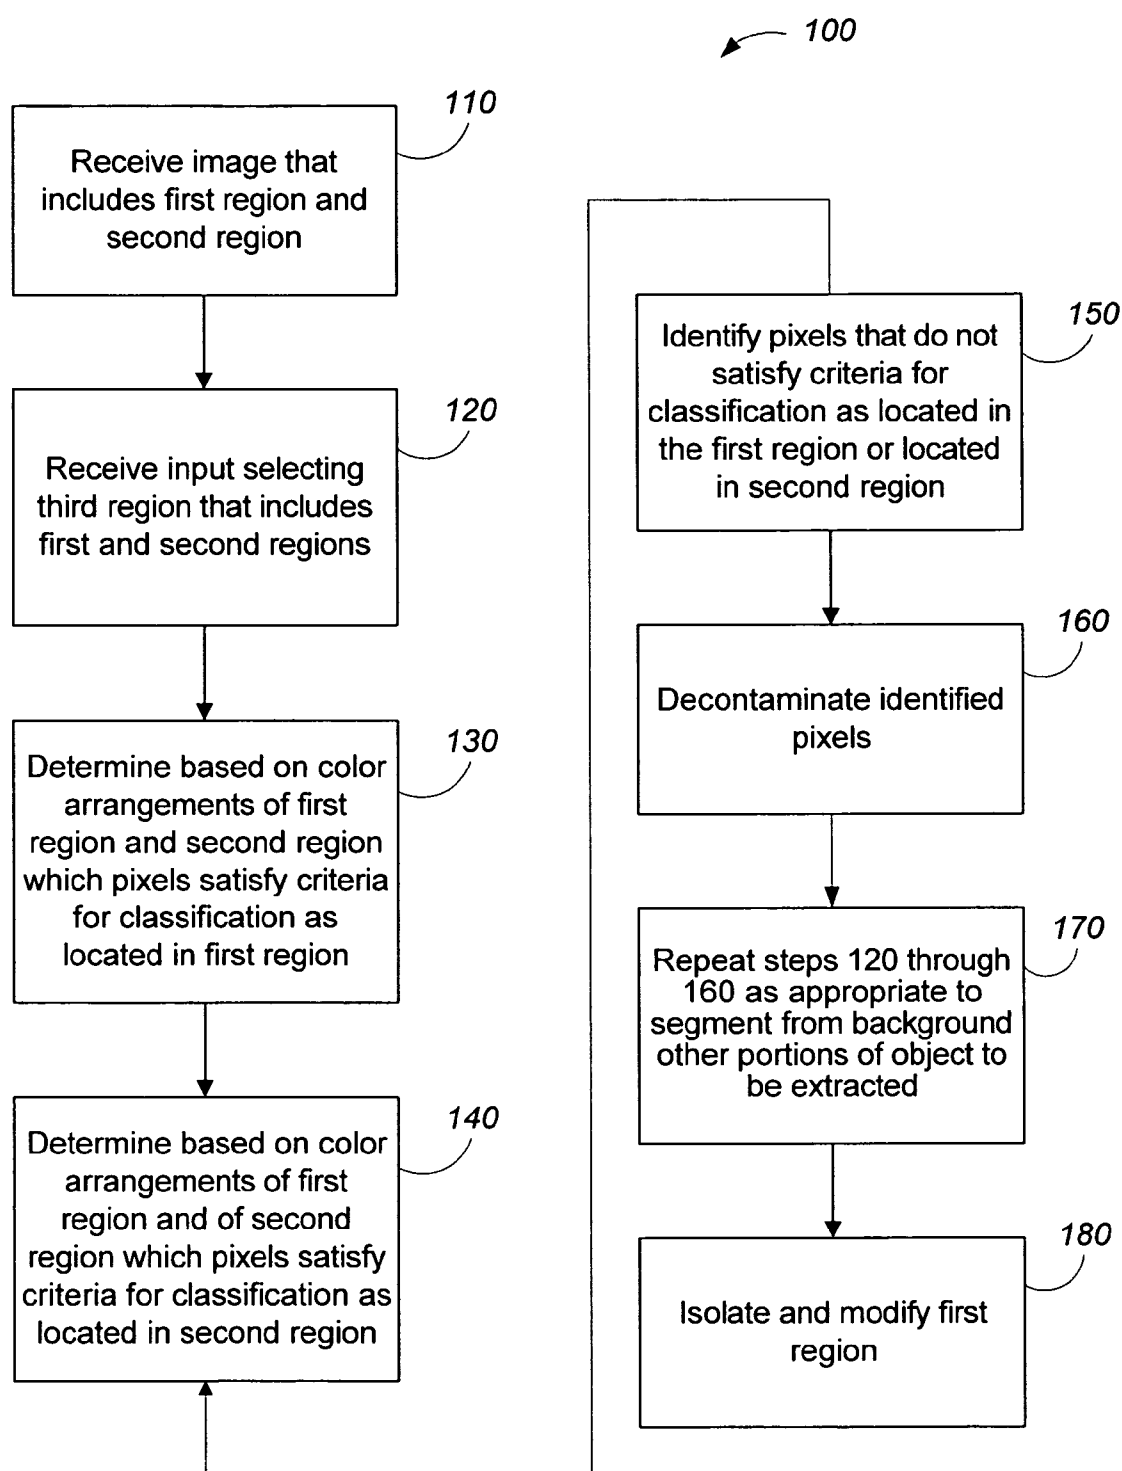 100
110
Receive image that
includes first region and
second region
120
Receive input selecting
third region that includes
first and second regions
130
Determine based on color
arrangements of first
region and second region
which pixels satisfy criteria
for classification as
located in first region
140
Determine based on color
arrangements of first
region and of second
region which pixels satisfy
criteria for classification as
located in second region
150
Identify pixels that do not
satisfy criteria for
classification as located in
the first region or located
in second region
160
Decontaminate identified
pixels
170
Repeat steps 120 through
160 as appropriate to
segment from background
other portions of object to
be extracted
180
Isolate and modify first
region